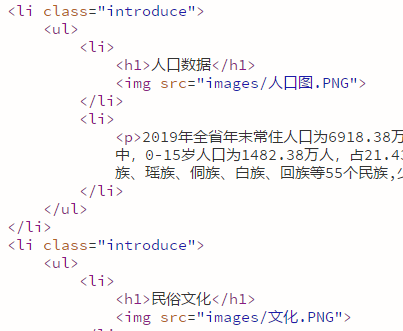 <li class="introduce">
<ul>
<li>
<h1>人口数据</h1>
<img src="images/人口图.PNG">
</li>
<li>
<p>2019年全省年末常住人口为6918.38万
中，0-15岁人口为1482.38万人，占21.43
族、瑶族、侗族、白族、回族等55个民族,
</li>
</ul>
</li>
<li class="introduce">
<ul>
<li>
<h1>民俗文化</h1>
<img src="images/文化.PNG">